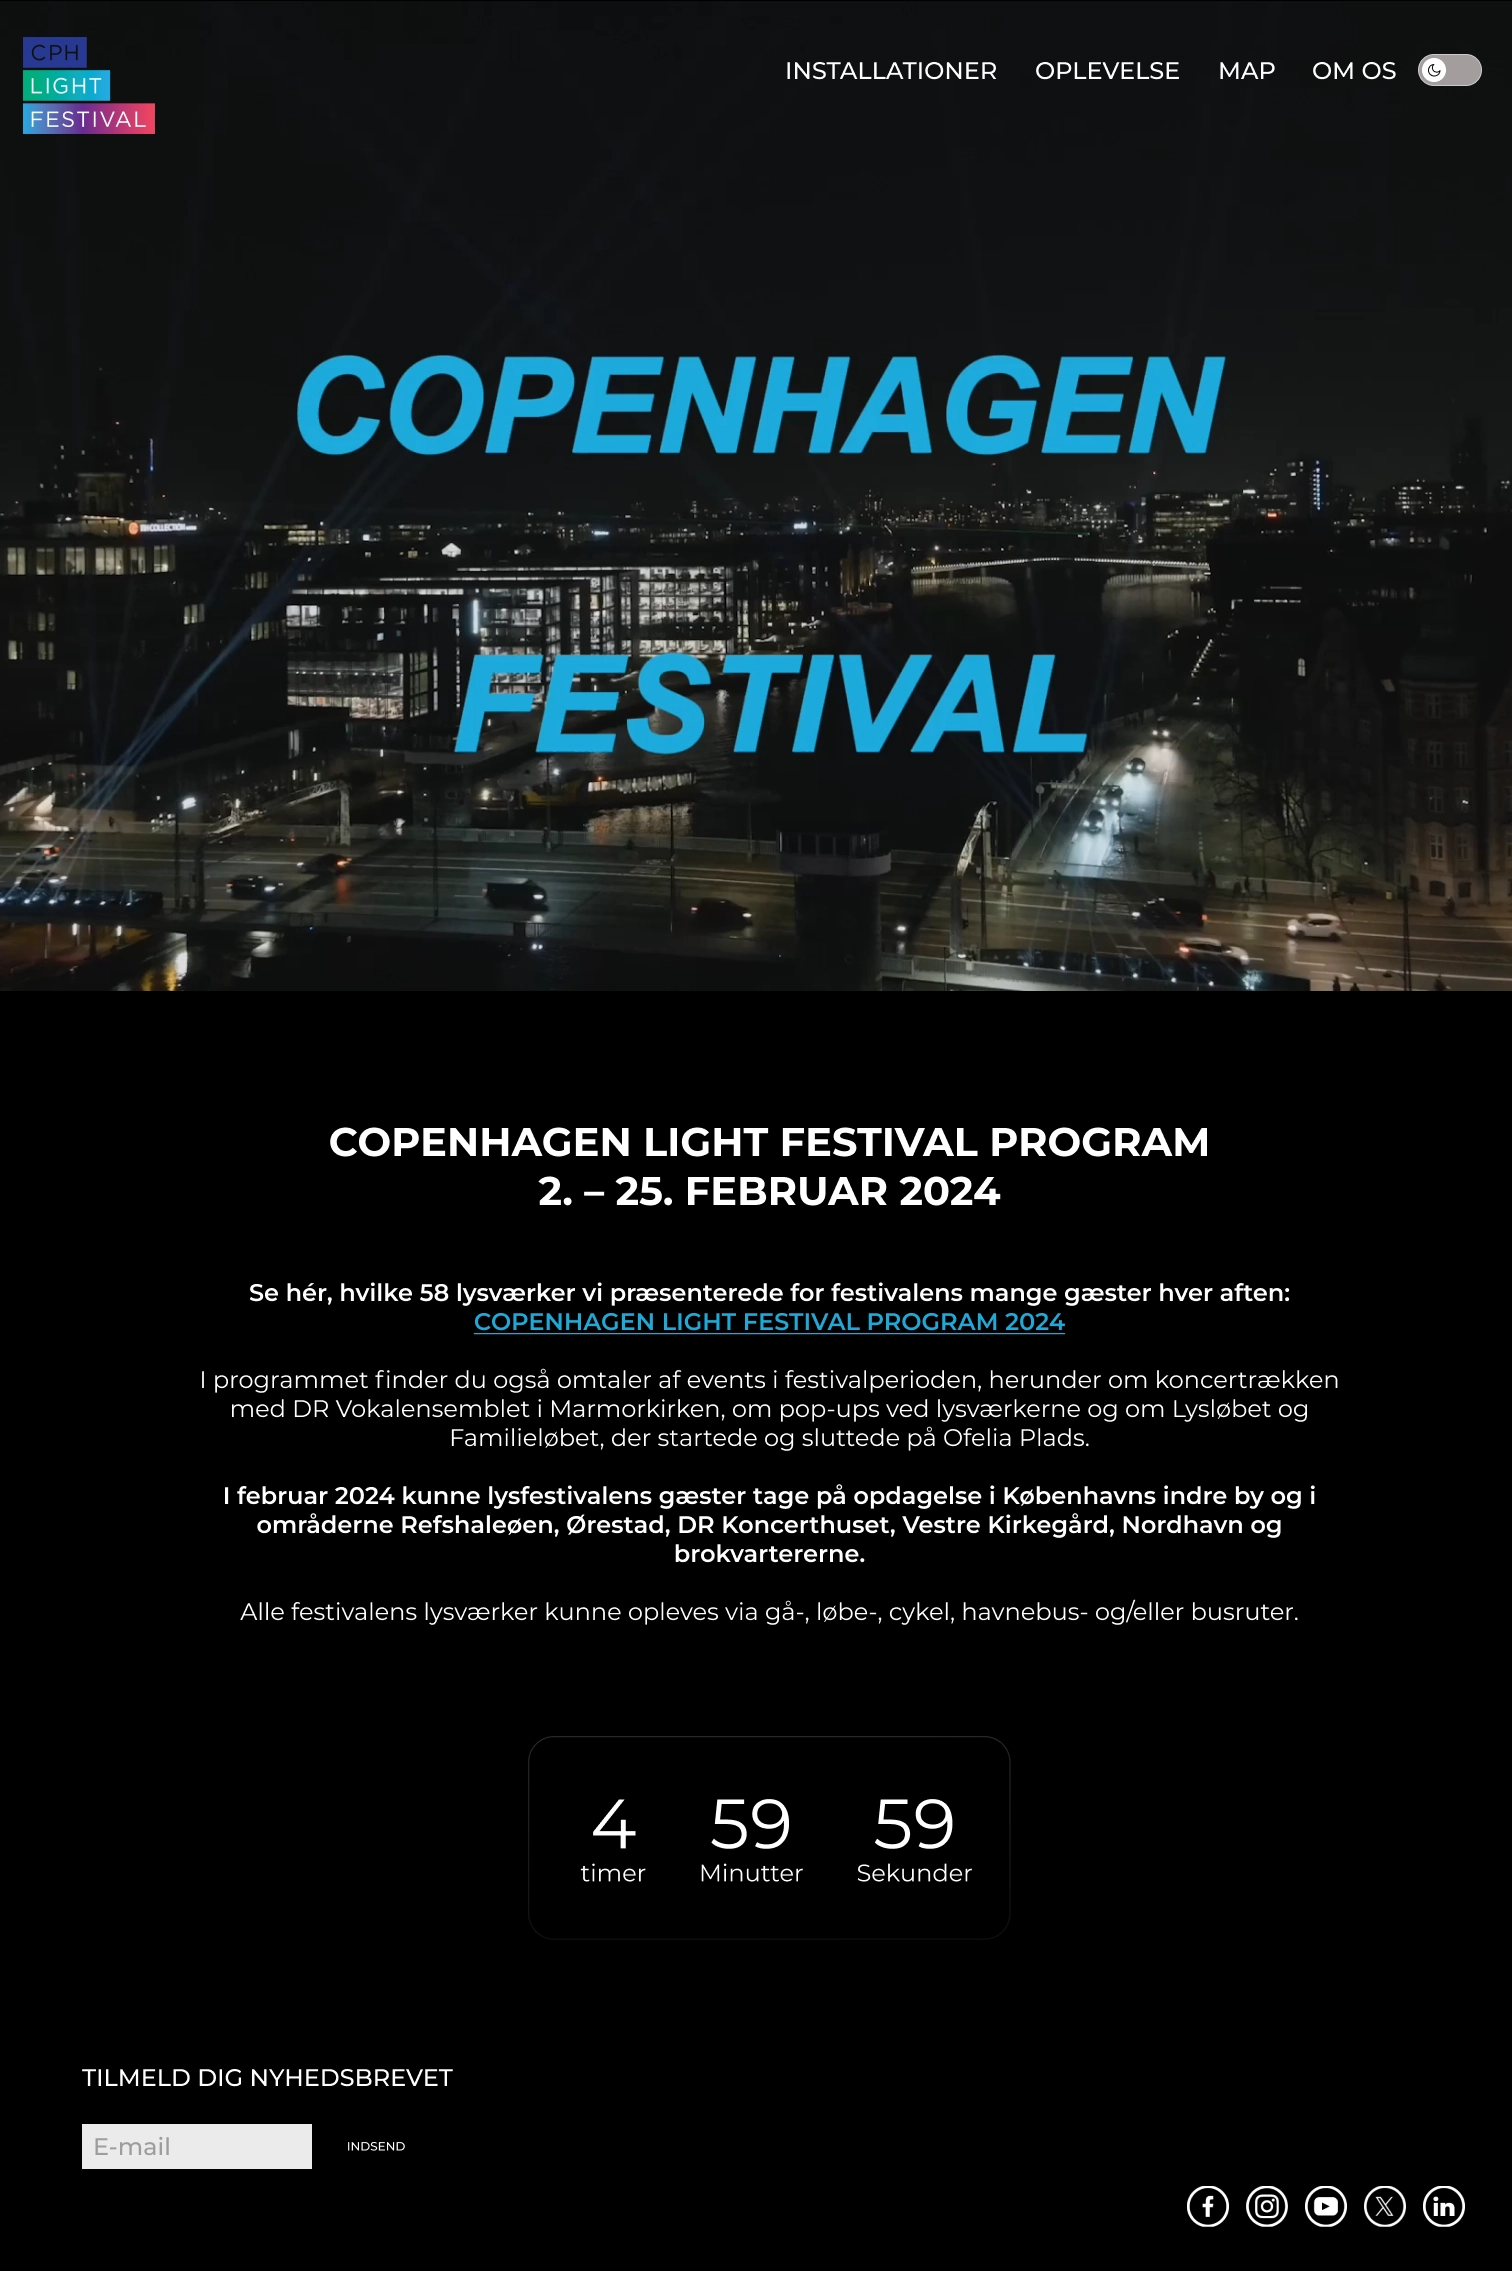 CPH
LIGHT
FESTIVAL
INSTALLATIONER OPLEVELSE MAP OM OS
COPENHAGEN
FESTIVAL
COPENHAGEN LIGHT FESTIVAL PROGRAM
2. – 25. FEBRUAR 2024
Se hér, hvilke 58 lysværker vi præsenterede for festivalens mange gæster hver aften:
COPENHAGEN LIGHT FESTIVAL PROGRAM 2024
I programmet finder du også omtaler af events i festivalperioden, herunder om koncertrækken
med DR Vokalensemblet i Marmorkirken, om pop-ups ved lysværkerne og om Lysløbet og
Familieløbet, der startede og sluttede på Ofelia Plads.
I februar 2024 kunne lysfestivalens gæster tage på opdagelse i Københavns indre by og i
områderne Refshaleøen, Ørestad, DR Koncerthuset, Vestre Kirkegård, Nordhavn og
brokvartererne.
Alle festivalens lysværker kunne opleves via gå-, løbe-, cykel, havnebus- og/eller busruter.
4 59 59
timer Minutter Sekunder
TILMELD DIG NYHEDSBREVET
E-mail INDSEND